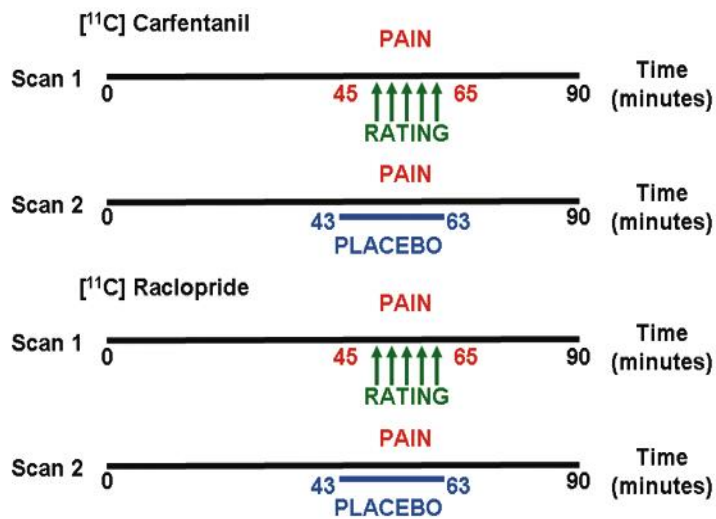 [¹¹C] Carfentanil
PAIN
Scan 1
0
45
65
90
Time
(minutes)
RATING
PAIN
Scan 2
0
43
63
90
Time
(minutes)
PLACEBO
[¹¹C] Raclopride
PAIN
Scan 1
0
45
65
90
Time
(minutes)
RATING
PAIN
Scan 2
0
43
63
90
Time
(minutes)
PLACEBO